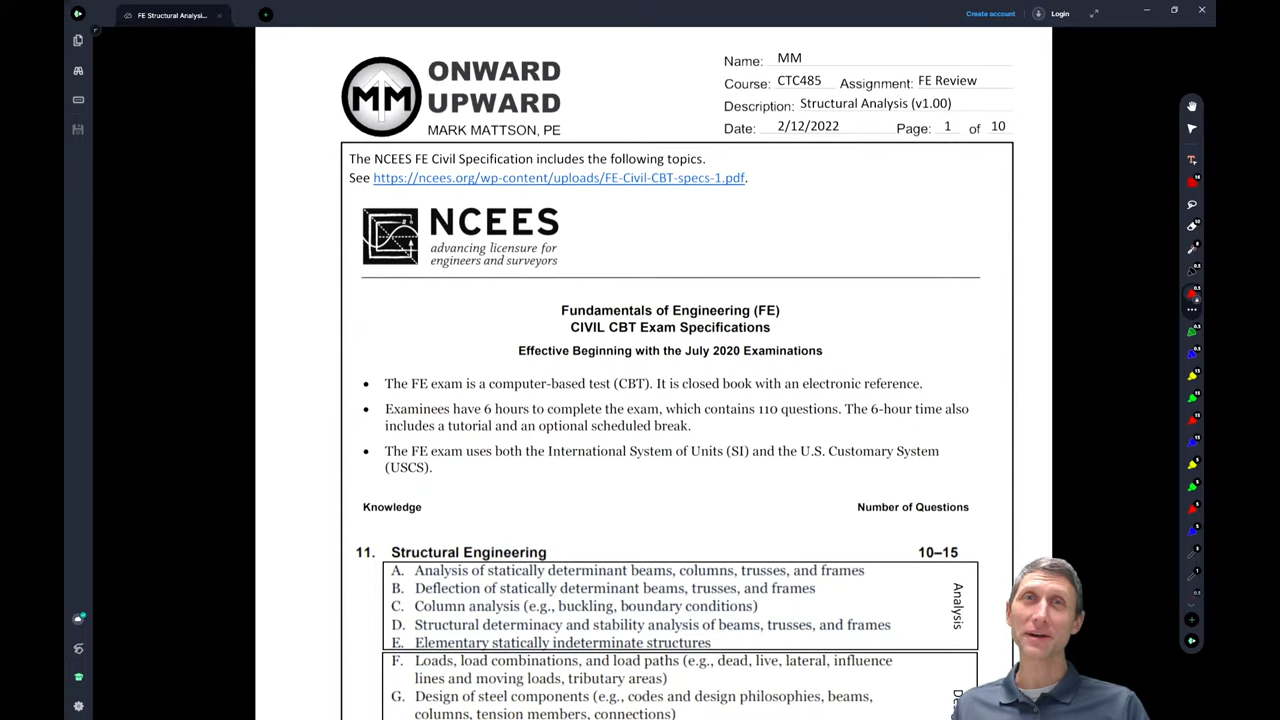 FE Structural Analysi...
Create account
Login
MM
ONWARD
UPWARD
MARK MATTSON, PE
Name: MM
Course: CTC485 Assignment: FE Review
Description: Structural Analysis (v1.00)
Date: 2/12/2022 Page: 1 of 10
The NCEES FE Civil Specification includes the following topics.
See https://ncees.org/wp-content/uploads/FE-Civil-CBT-specs-1.pdf.
NCEES
advancing licensure for
engineers and surveyors
Fundamentals of Engineering (FE)
CIVIL CBT Exam Specifications
Effective Beginning with the July 2020 Examinations
• The FE exam is a computer-based test (CBT). It is closed book with an electronic reference.
• Examinees have 6 hours to complete the exam, which contains 110 questions. The 6-hour time also
includes a tutorial and an optional scheduled break.
• The FE exam uses both the International System of Units (SI) and the U.S. Customary System
(USCS).
Knowledge Number of Questions
11. Structural Engineering 10–15
A. Analysis of statically determinant beams, columns, trusses, and frames
B. Deflection of statically determinant beams, trusses, and frames
C. Column analysis (e.g., buckling, boundary conditions)
D. Structural determinacy and stability analysis of beams, trusses, and frames
E. Elementary statically indeterminate structures
Analysis
F. Loads, load combinations, and load paths (e.g., dead, live, lateral, influence
lines and moving loads, tributary areas)
G. Design of steel components (e.g., codes and design philosophies, beams,
columns, tension members, connections)